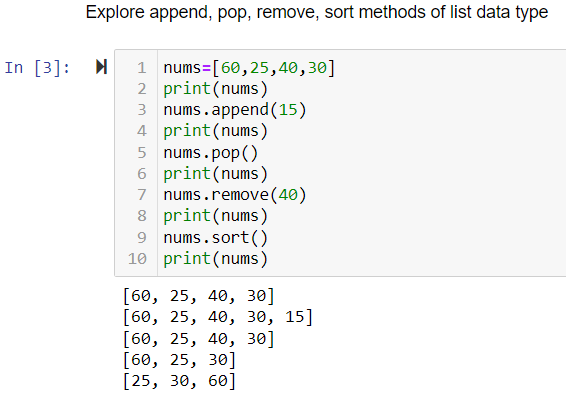 Explore append, pop, remove, sort methods of list data type
In [3]:
1 nums=[60,25,40,30]
2 print(nums)
3 nums.append(15)
4 print(nums)
5 nums.pop()
6 print(nums)
7 nums.remove(40)
8 print(nums)
9 nums.sort()
10 print(nums)
[60, 25, 40, 30]
[60, 25, 40, 30, 15]
[60, 25, 40, 30]
[60, 25, 30]
[25, 30, 60]